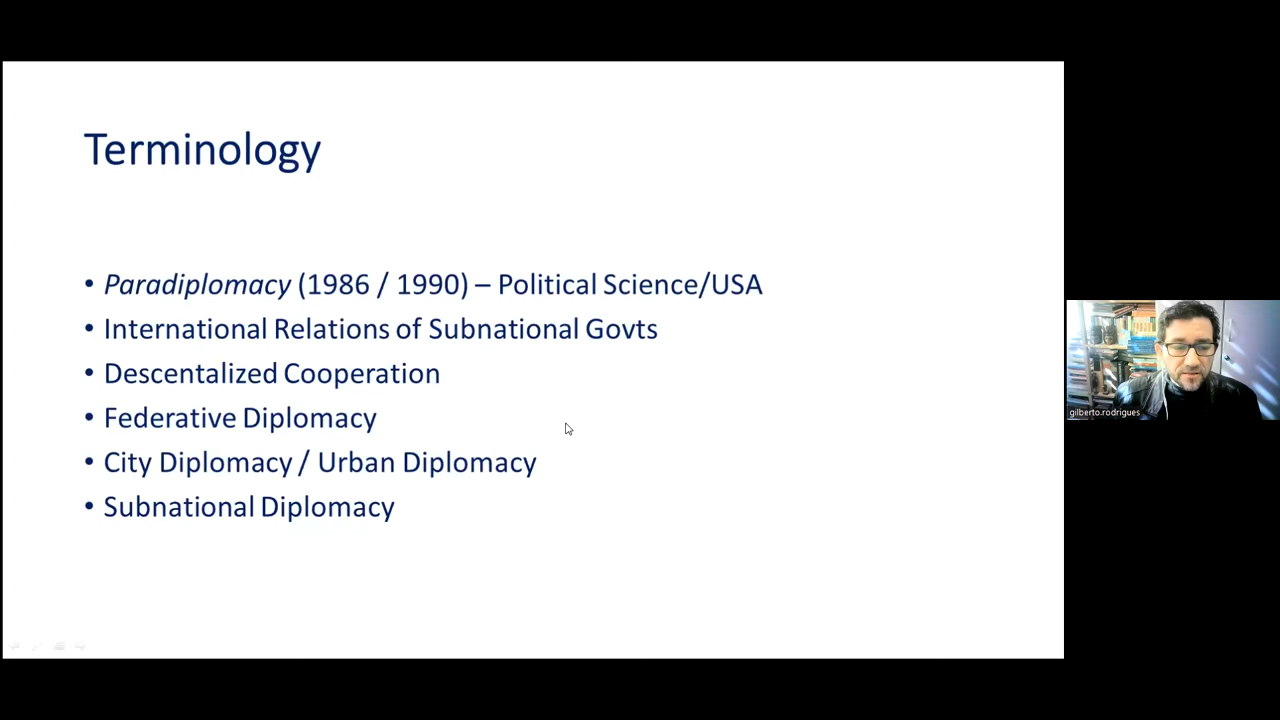 Terminology
• Paradiplomacy (1986 / 1990) – Political Science/USA
• International Relations of Subnational Govts
• Descentalized Cooperation
• Federative Diplomacy
• City Diplomacy / Urban Diplomacy
• Subnational Diplomacy
gilberto.rodrigues